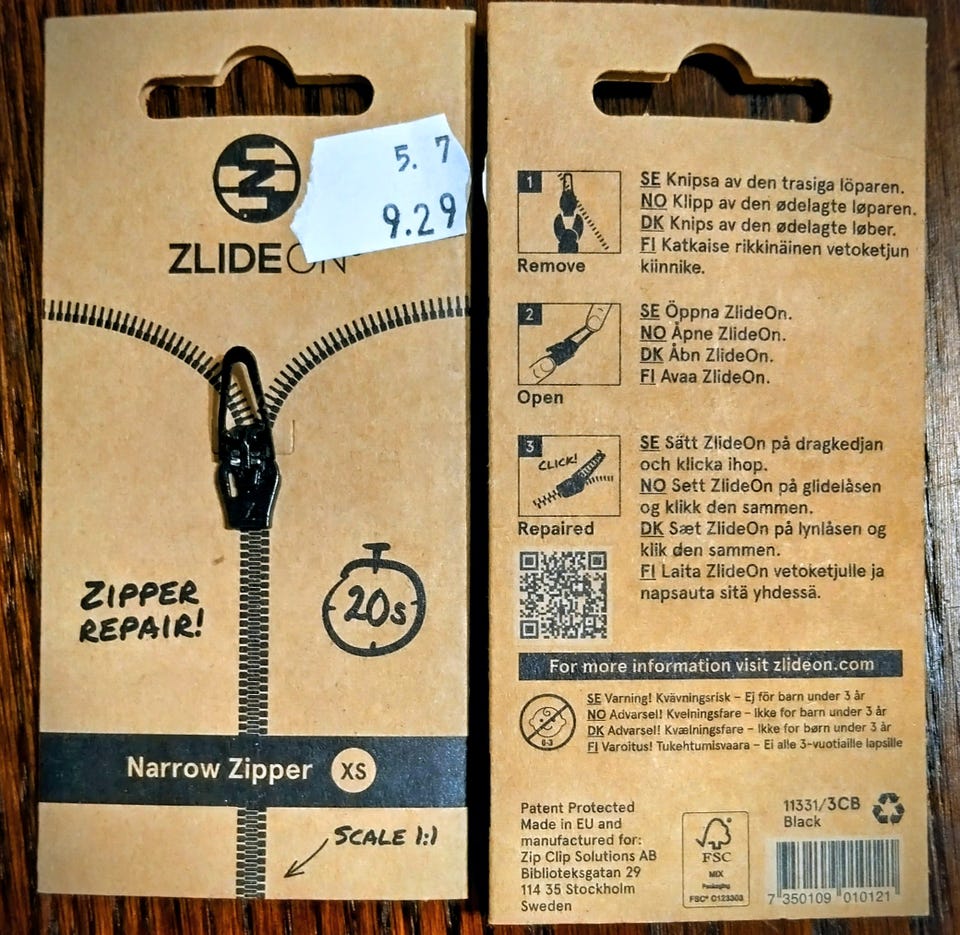 5. 7
9.29
ZLIDEON
ZIPPER
REPAIR!
20s
Narrow Zipper XS
SCALE 1:1
1
Remove
SE Knipsa av den trasiga löparen.
NO Klipp av den ødelagte løparen.
DK Knips av den ødelagte løber.
FI Katkaise rikkinäinen vetoketjun
kiinnike.
2
Open
SE Öppna ZlideOn.
NO Åpne ZlideOn.
DK Åbn ZlideOn.
FI Avaa ZlideOn.
3
CLICK!
Repaired
SE Sätt ZlideOn på dragkedjan
och klicka ihop.
NO Sett ZlideOn på glidelåsen
og klikk den sammen.
DK Sæt ZlideOn på lynlåsen og
klik den sammen.
FI Laita ZlideOn vetoketjulle ja
napsauta sitä yhdessä.
For more information visit zlideon.com
0-3
SE Varning! Kvävningsrisk – Ej för barn under 3 år
NO Advarsel! Kvelningsfare – Ikke for barn under 3 år
DK Advarsel! Kvælningsfare – Ikke for børn under 3 år
FI Varoitus! Tukehtumisvaara – Ei alle 3-vuotiaille lapsille
Patent Protected
Made in EU and
manufactured for:
Zip Clip Solutions AB
Biblioteksgatan 29
114 35 Stockholm
Sweden
FSC
MIX
Packaging
FSC® C123303
11331/3CB
Black
7 350109 010121